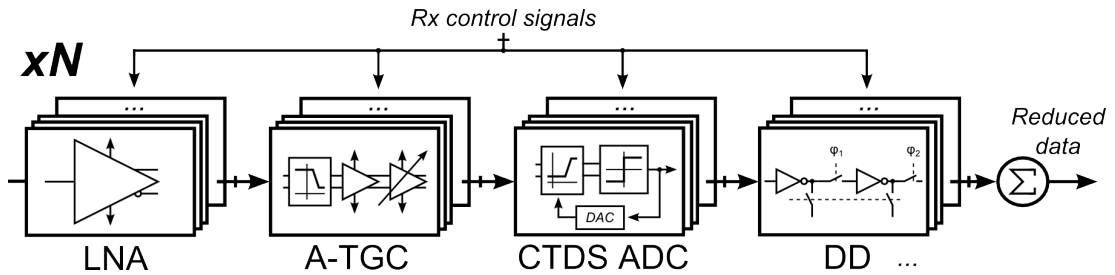 Rx control signals
xN
...
...
...
...
Reduced
data
φ1
φ2
Σ
DAC
LNA
A-TGC
CTDS ADC
DD ...